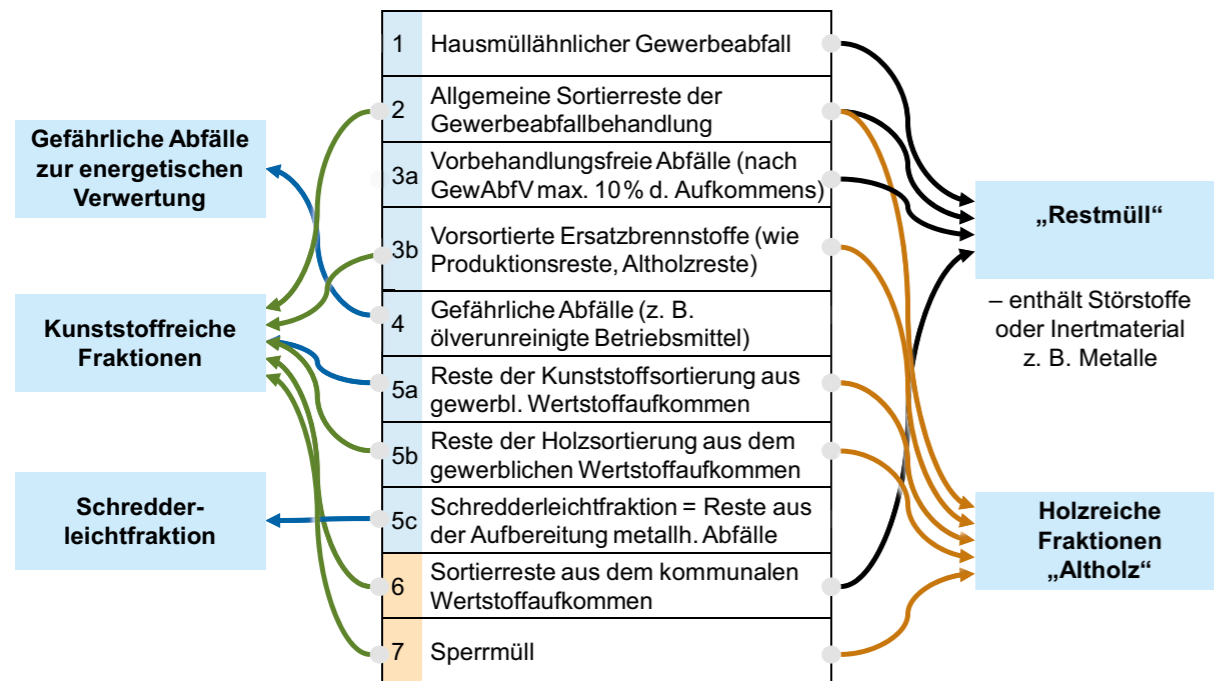 Gefährliche Abfälle
zur energetischen
Verwertung
Kunststoffreiche
Fraktionen
Schredder-
leichtfraktion
1 Hausmüllähnlicher Gewerbeabfall
2 Allgemeine Sortierreste der
Gewerbeabfallbehandlung
3a Vorbehandlungsfreie Abfälle (nach
GewAbfV max. 10 % d. Aufkommens)
3b Vorsortierte Ersatzbrennstoffe (wie
Produktionsreste, Altholzreste)
4 Gefährliche Abfälle (z. B.
ölverunreinigte Betriebsmittel)
5a Reste der Kunststoffsortierung aus
gewerbl. Wertstoffaufkommen
5b Reste der Holzsortierung aus dem
gewerblichen Wertstoffaufkommen
5c Schredderleichtfraktion = Reste aus
der Aufbereitung metallh. Abfälle
6 Sortierreste aus dem kommunalen
Wertstoffaufkommen
7 Sperrmüll
„Restmüll“
– enthält Störstoffe
oder Inertmaterial
z. B. Metalle
Holzreiche
Fraktionen
„Altholz“